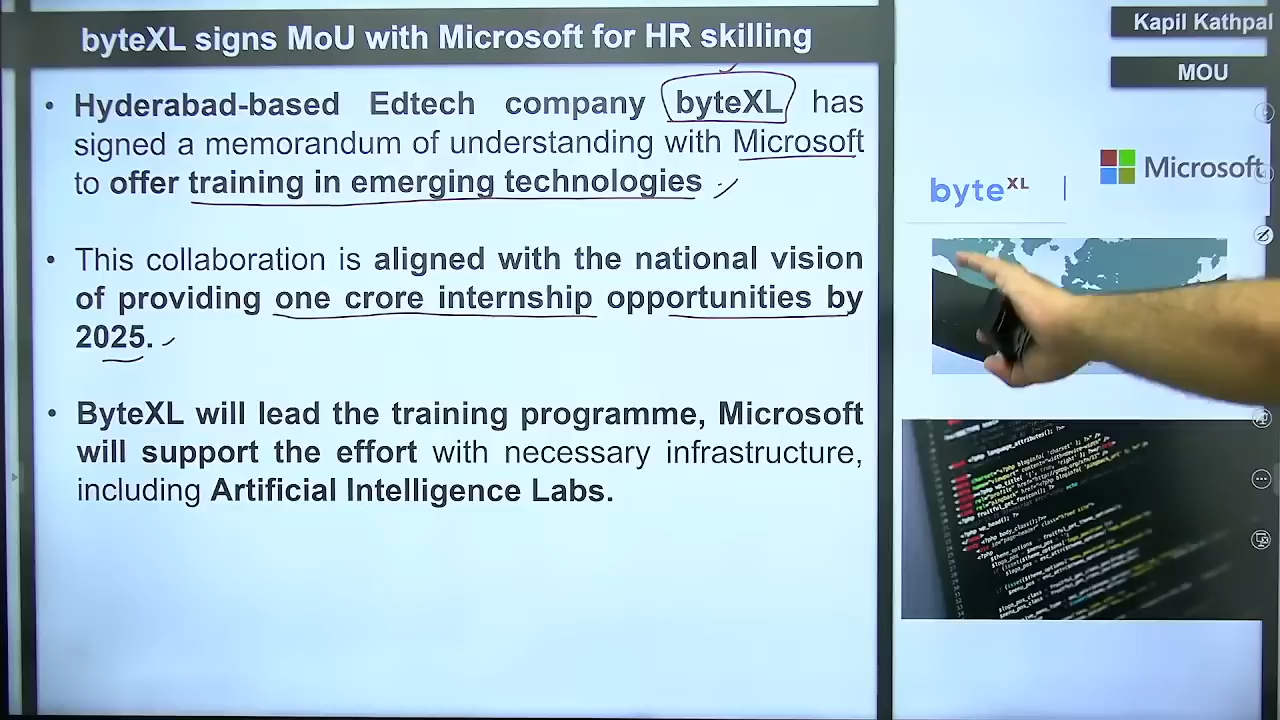 byteXL signs MoU with Microsoft for HR skilling
Kapil Kathpal
MOU
• Hyderabad-based Edtech company byteXL has
signed a memorandum of understanding with Microsoft
to offer training in emerging technologies
• This collaboration is aligned with the national vision
of providing one crore internship opportunities by
2025.
• ByteXL will lead the training programme, Microsoft
will support the effort with necessary infrastructure,
including Artificial Intelligence Labs.
byteXL | Microsoft